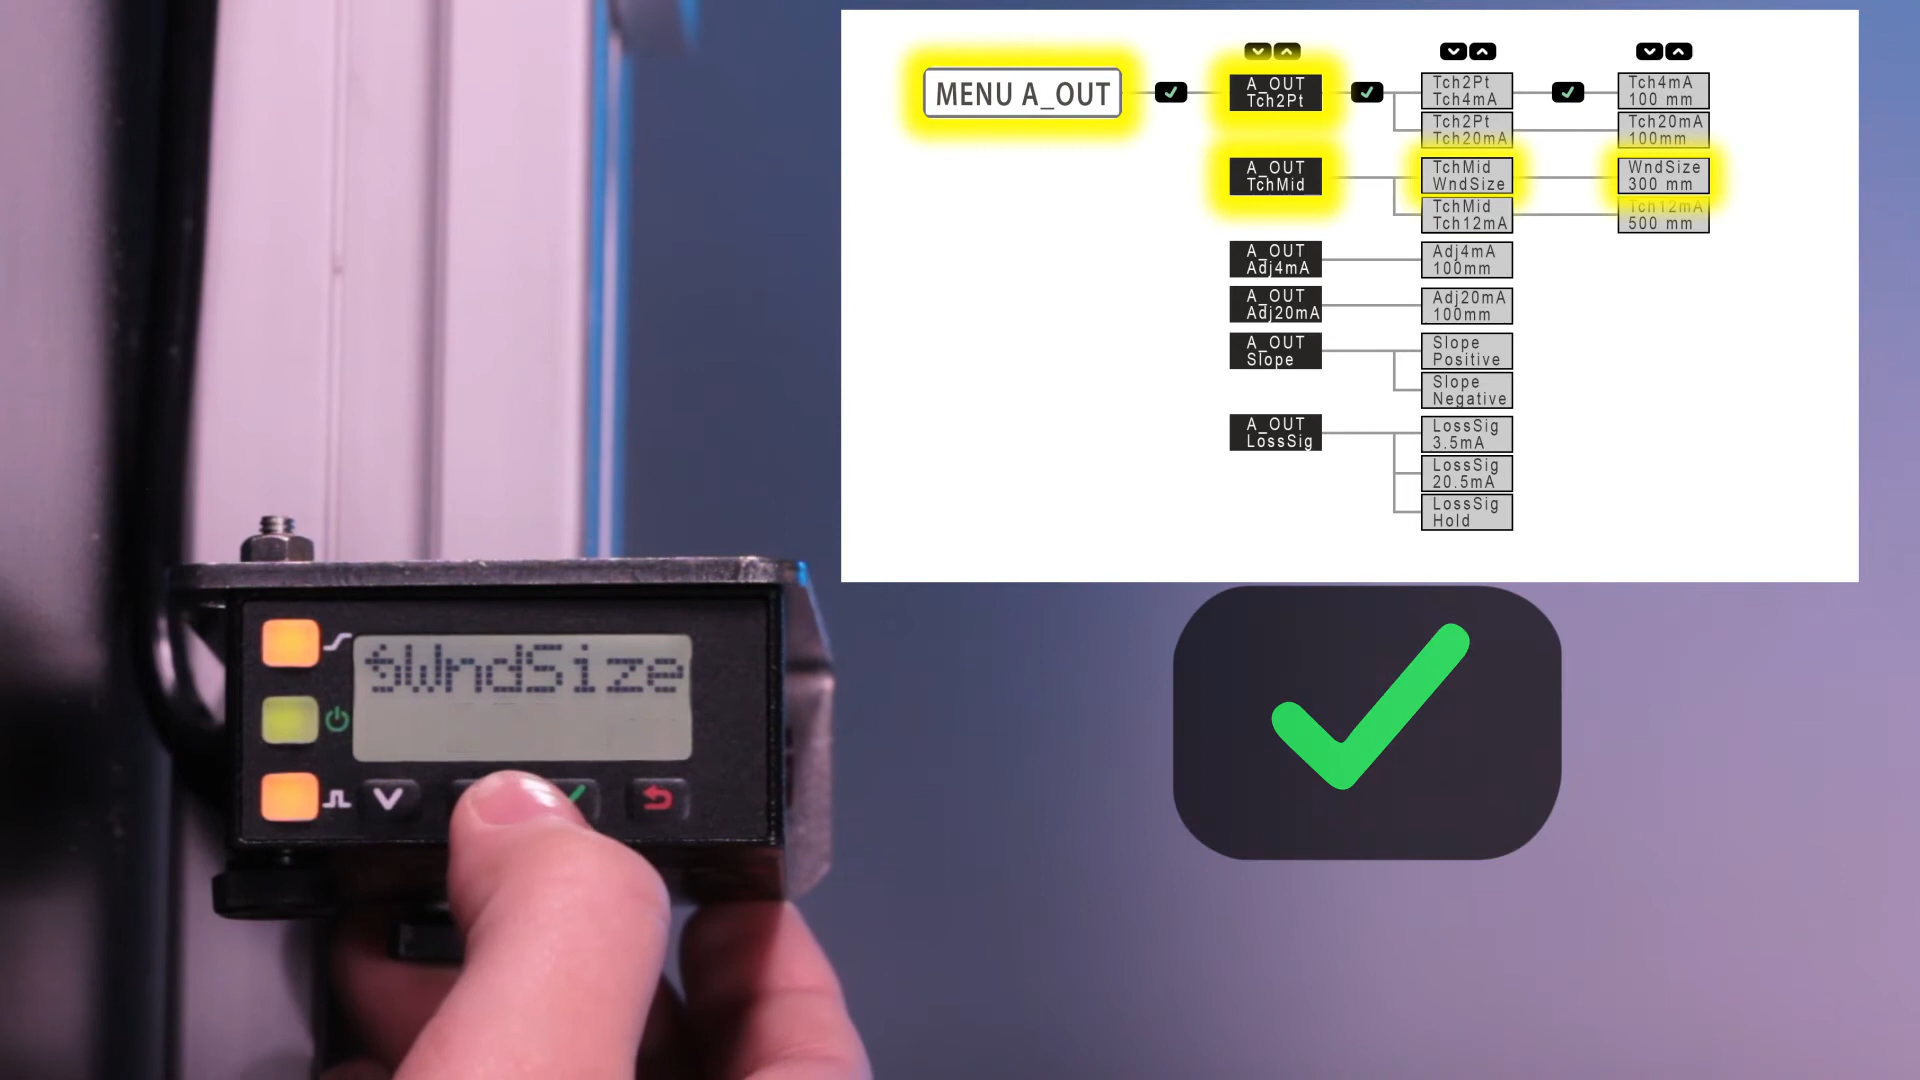 MENU A_OUT
A_OUT
Tch2Pt
Tch2Pt
Tch4mA
Tch4mA
100 mm
Tch2Pt
Tch20mA
Tch20mA
100mm
A_OUT
TchMid
TchMid
WndSize
WndSize
300 mm
TchMid
Tch12mA
Tch12mA
500 mm
A_OUT
Adj4mA
Adj4mA
100mm
A_OUT
Adj20mA
Adj20mA
100mm
A_OUT
Slope
Slope
Positive
Slope
Negative
A_OUT
LossSig
LossSig
3.5mA
LossSig
20.5mA
LossSig
Hold
WndSize